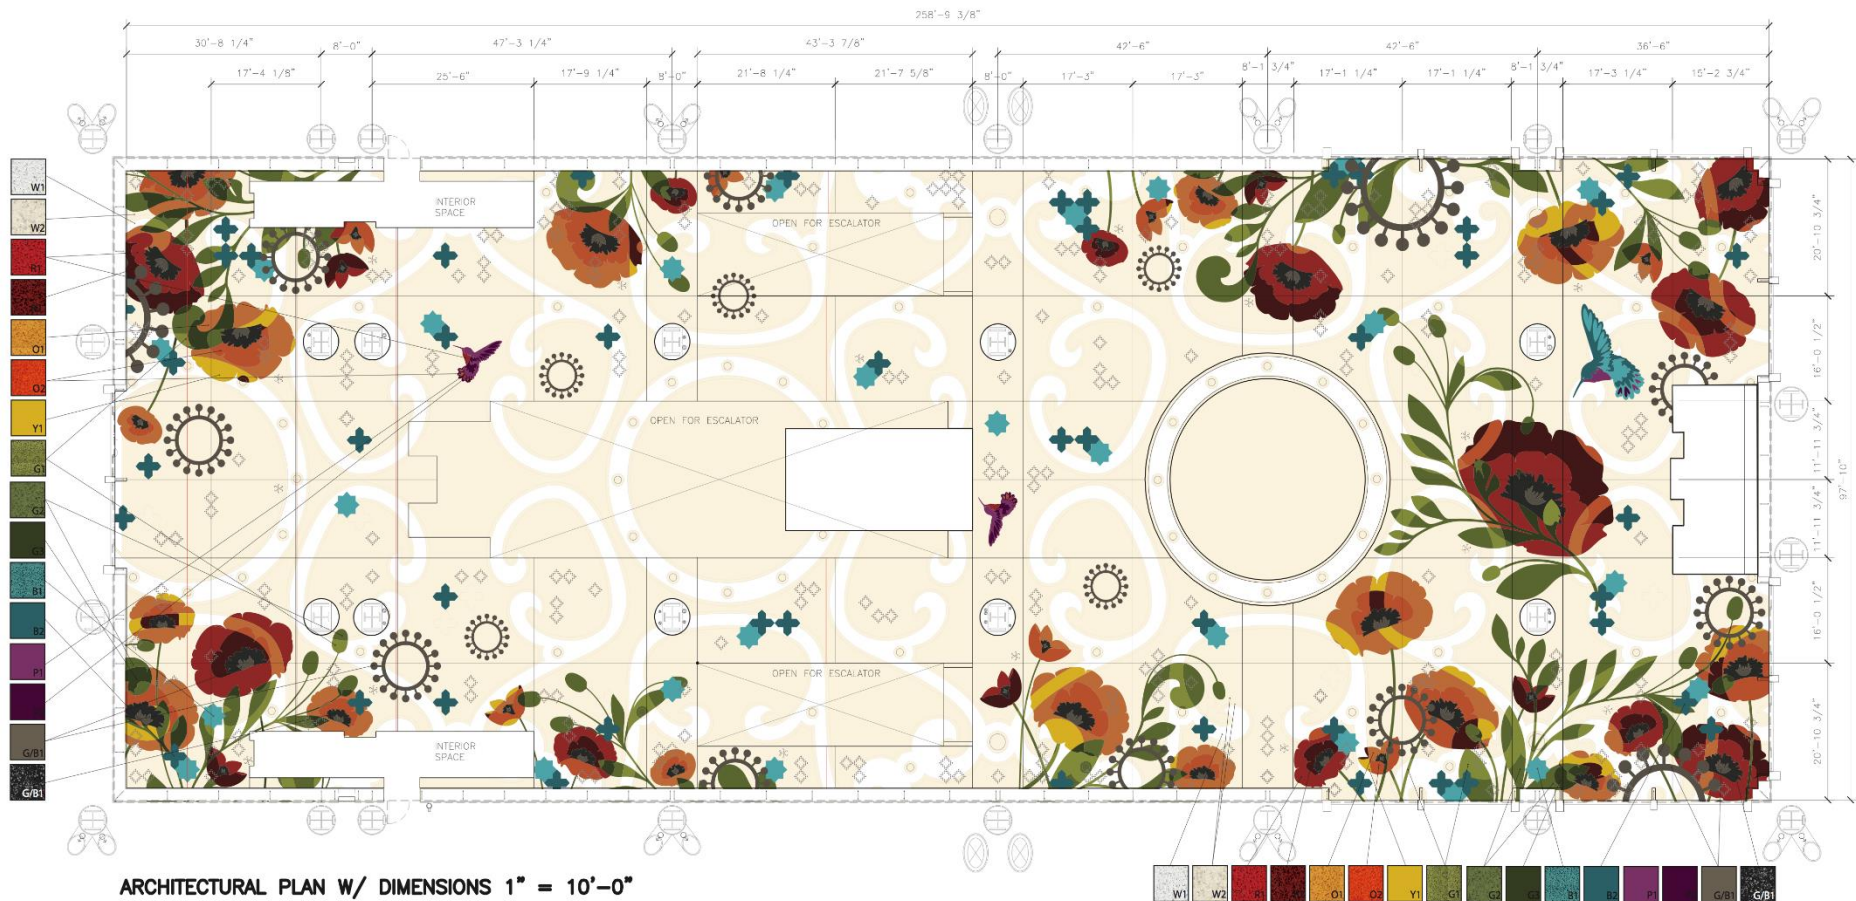 258'-9 3/8"
30'-8 1/4"
8'-0"
47'-3 1/4"
43'-3 7/8"
42'-6"
42'-6"
36'-6"
17'-4 1/8"
25'-6"
17'-9 1/4"
8'-0"
21'-8 1/4"
21'-7 5/8"
8'-0"
17'-3"
17'-3"
8'-1 3/4"
17'-1 1/4"
17'-1 1/4"
8'-1 3/4"
17'-3 1/4"
15'-2 3/4"
W1
W2
R1
O1
O2
Y1
G1
G2
G3
B1
B2
P1
G/B1
G/B1
INTERIOR
SPACE
OPEN FOR ESCALATOR
OPEN FOR ESCALATOR
OPEN FOR ESCALATOR
INTERIOR
SPACE
20'-10 3/4"
16'-0 1/2"
11'-11 3/4"
11'-11 3/4"
16'-0 1/2"
20'-10 3/4"
97'-10"
ARCHITECTURAL PLAN W/ DIMENSIONS 1" = 10'-0"
W1
W2
R1
O1
O2
Y1
G1
G2
G3
B1
B2
P1
G/B1
G/B1